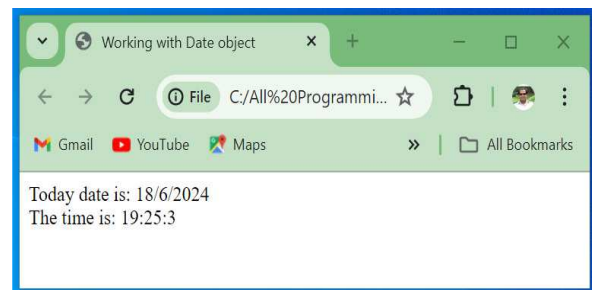 Working with Date object
File C:/All%20Programmi...
Gmail YouTube Maps » All Bookmarks
Today date is: 18/6/2024
The time is: 19:25:3